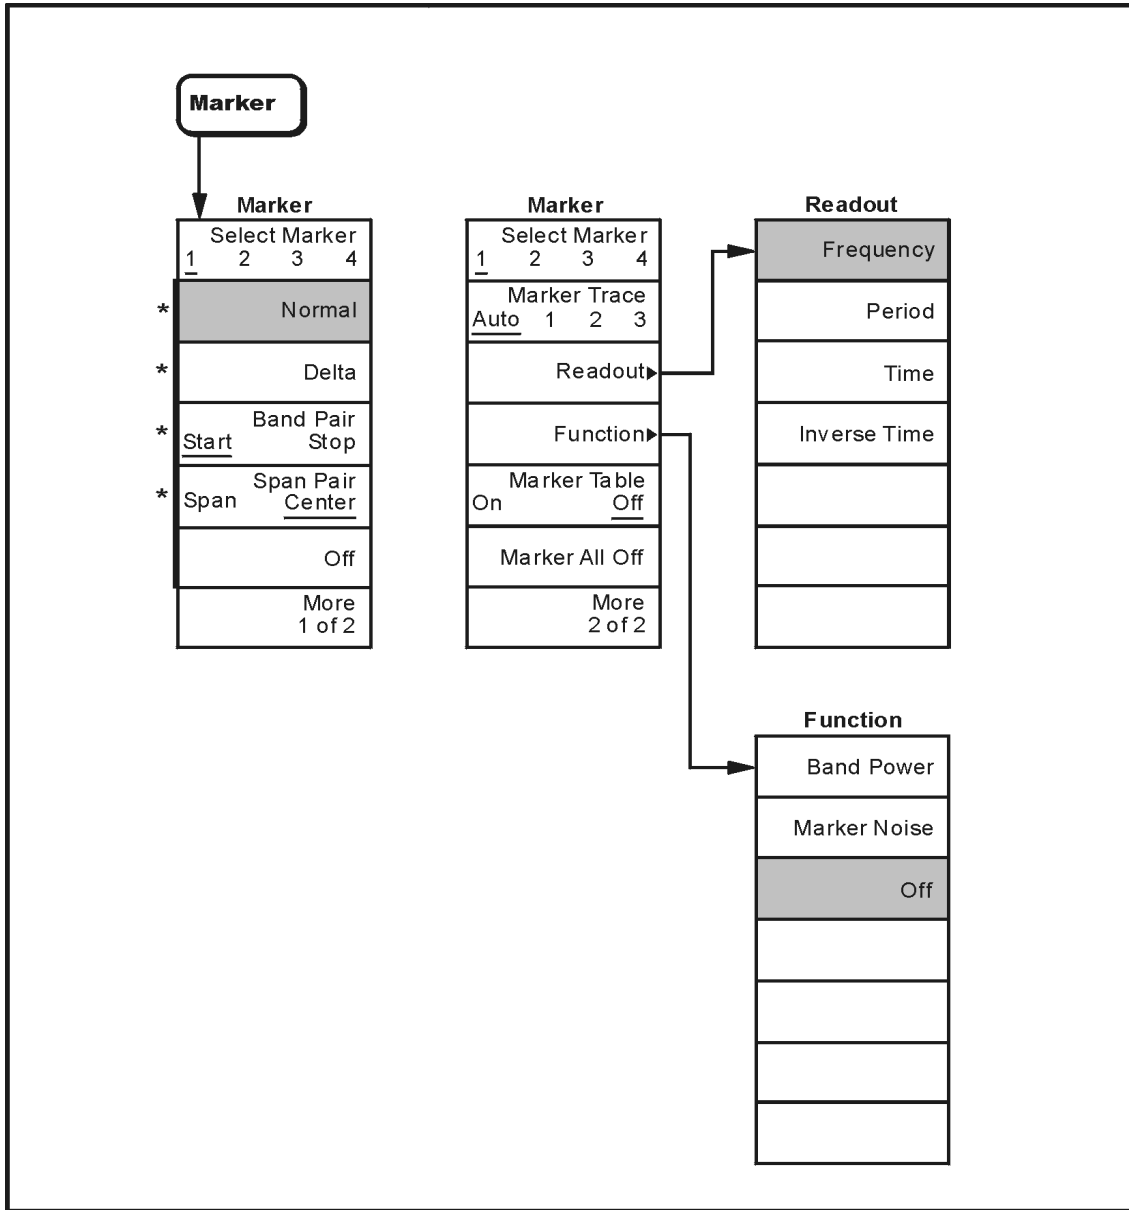 Marker
Marker
Select Marker
1 2 3 4
* Normal
* Delta
* Band Pair
Start Stop
* Span Pair
Span Center
Off
More
1 of 2
Marker
Select Marker
1 2 3 4
Marker Trace
Auto 1 2 3
Readout
Function
Marker Table
On Off
Marker All Off
More
2 of 2
Readout
Frequency
Period
Time
Inverse Time
Function
Band Power
Marker Noise
Off